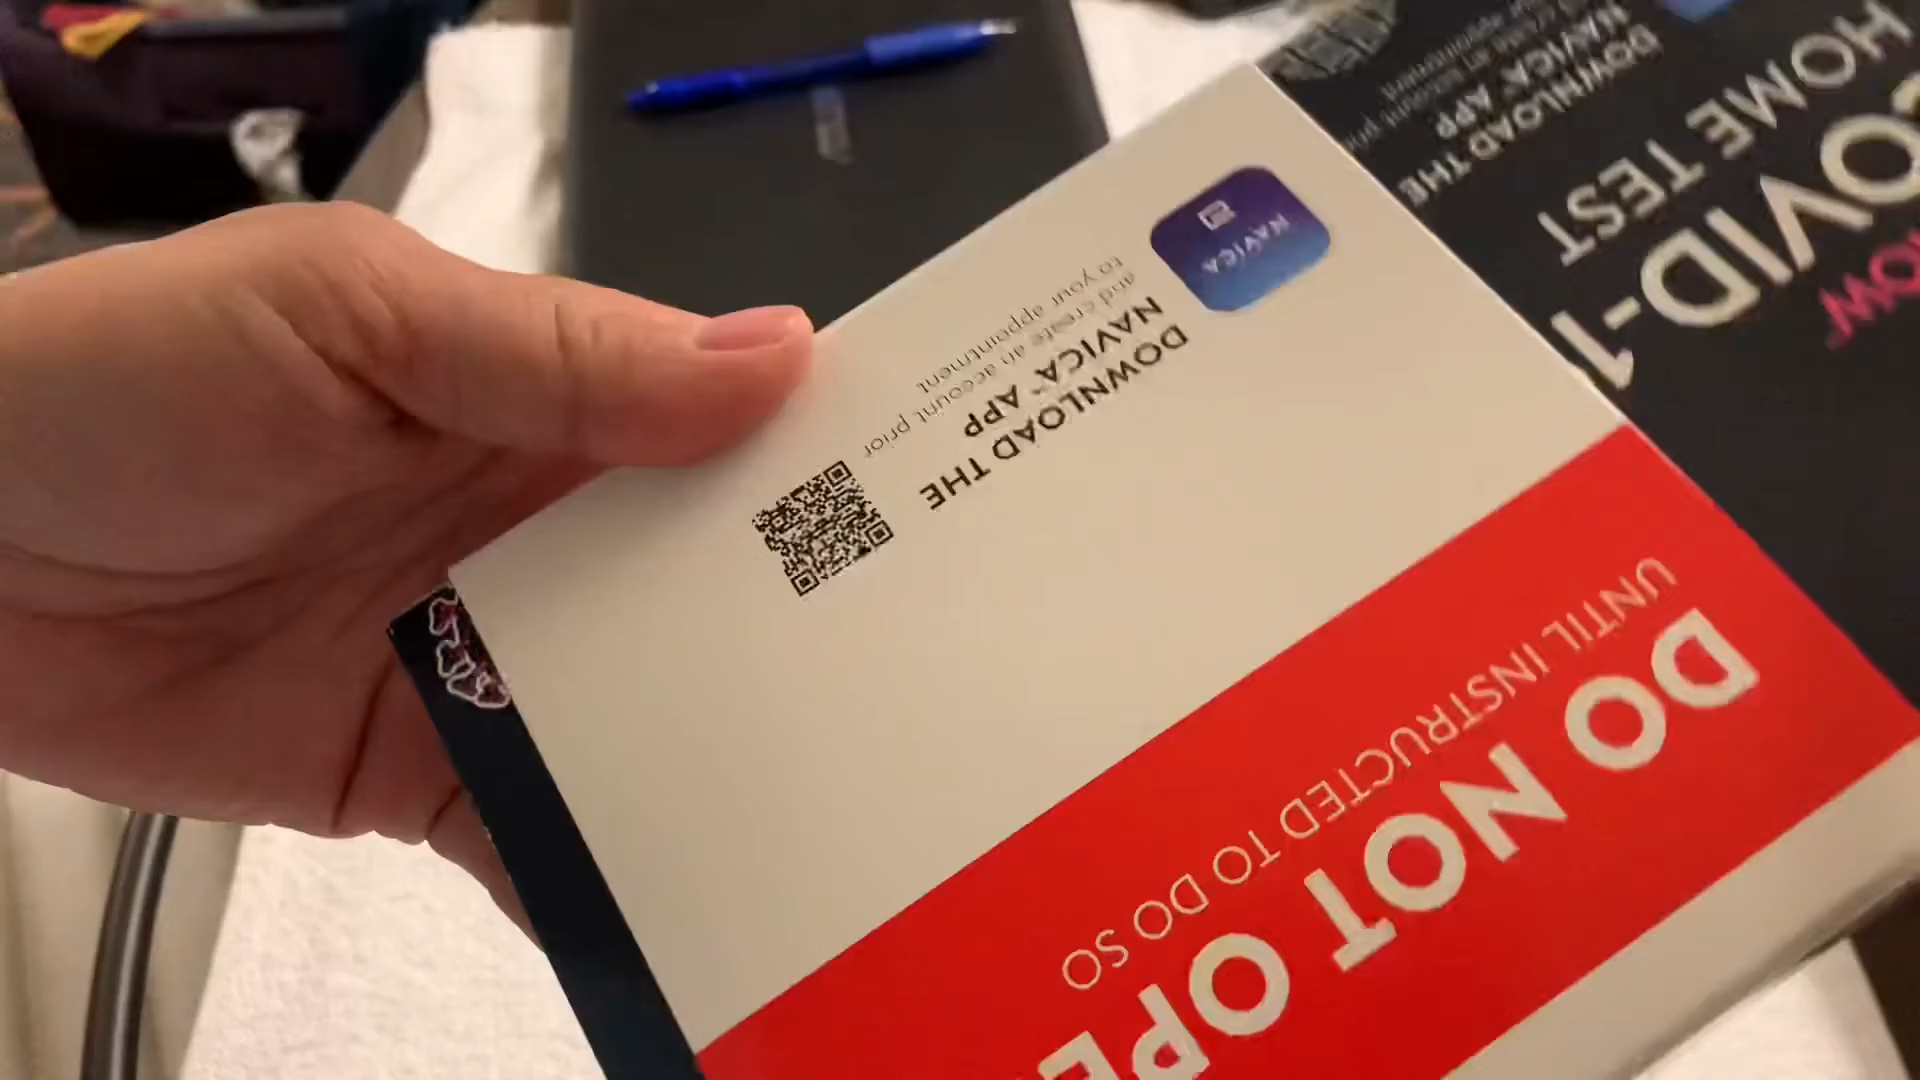 NAVICA
DOWNLOAD THE
NAVICA™ APP
and create an account prior
to your appointment
DO NOT OPE
UNTIL INSTRUCTED TO DO SO
NOW
COVID-1
HOME TEST
DOWNLOAD THE
NAVICA™ APP